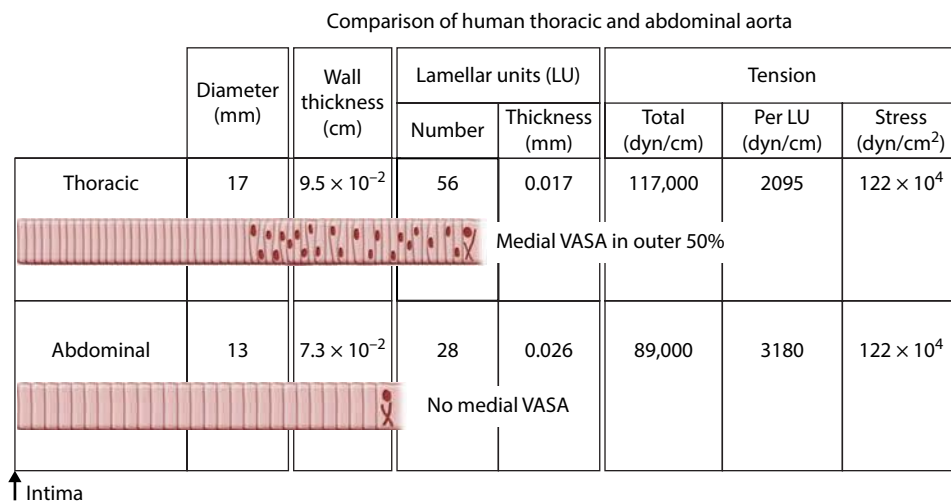 Comparison of human thoracic and abdominal aorta
Diameter
(mm)
Wall
thickness
(cm)
Lamellar units (LU)
Number
Thickness
(mm)
Tension
Total
(dyn/cm)
Per LU
(dyn/cm)
Stress
(dyn/cm²)
Thoracic 17 9.5 × 10⁻² 56 0.017 117,000 2095 122 × 10⁴
Medial VASA in outer 50%
Abdominal 13 7.3 × 10⁻² 28 0.026 89,000 3180 122 × 10⁴
No medial VASA
Intima